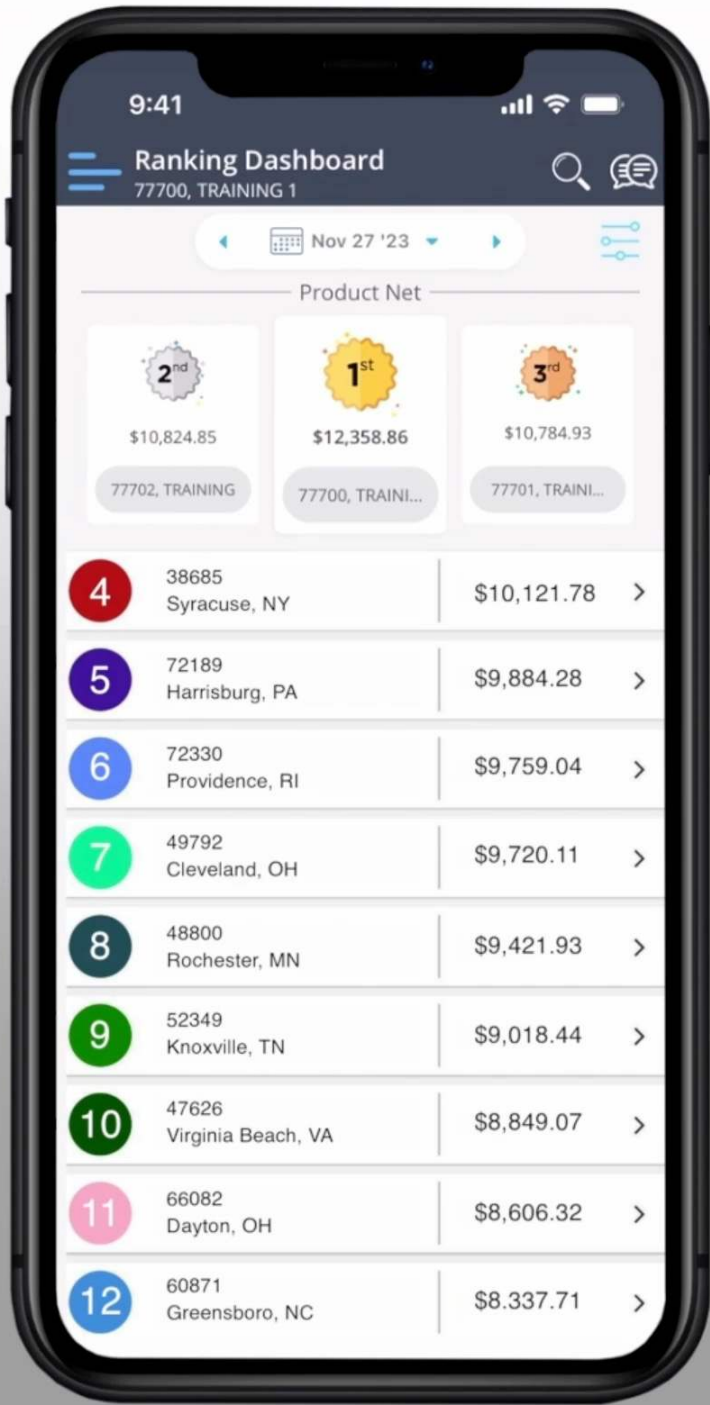 9:41
Ranking Dashboard
77700, TRAINING 1
Nov 27 '23
Product Net
2nd
1st
3rd
$10,824.85
$12,358.86
$10,784.93
77702, TRAINING
77700, TRAINI...
77701, TRAINI...
4
38685
Syracuse, NY
$10,121.78
5
72189
Harrisburg, PA
$9,884.28
6
72330
Providence, RI
$9,759.04
7
49792
Cleveland, OH
$9,720.11
8
48800
Rochester, MN
$9,421.93
9
52349
Knoxville, TN
$9,018.44
10
47626
Virginia Beach, VA
$8,849.07
11
66082
Dayton, OH
$8,606.32
12
60871
Greensboro, NC
$8.337.71